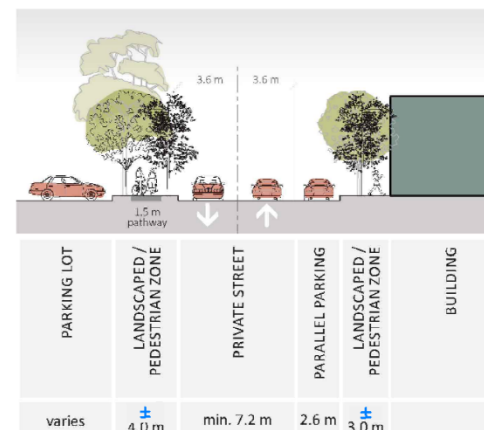 3.6 m 3.6 m
1.5 m
pathway
PARKING LOT
LANDSCAPED /
PEDESTRIAN ZONE
PRIVATE STREET
PARALLEL PARKING
LANDSCAPED /
PEDESTRIAN ZONE
BUILDING
varies
±
4.0 m
min. 7.2 m
2.6 m
±
3.0 m